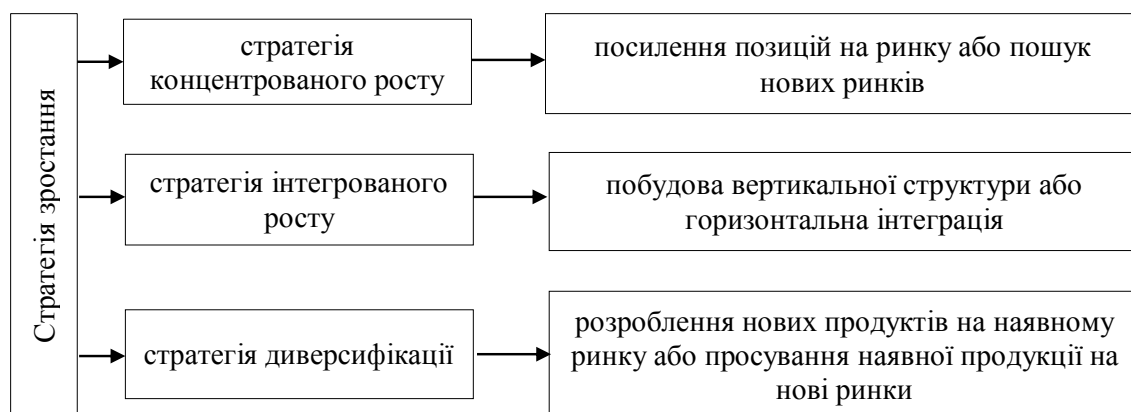 Стратегія зростання
стратегія
концентрованого росту
посилення позицій на ринку або пошук
нових ринків
стратегія інтегрованого
росту
побудова вертикальної структури або
горизонтальна інтеграція
стратегія диверсифікації
розроблення нових продуктів на наявному
ринку або просування наявної продукції на
нові ринки